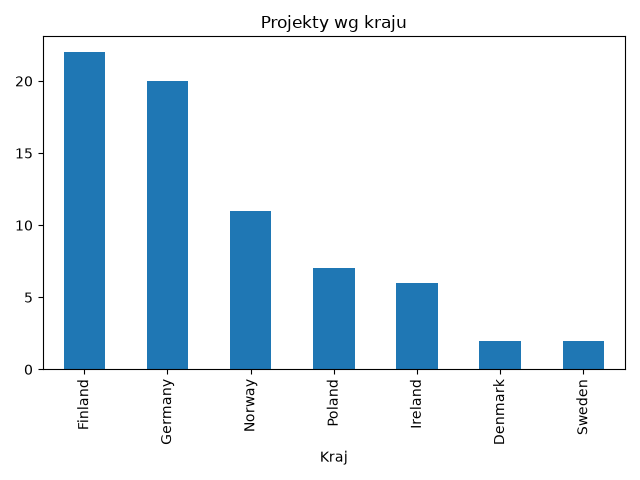 Projekty wg kraju
20
15
10
5
0
Finland
Germany
Norway
Poland
Ireland
Denmark
Sweden
Kraj